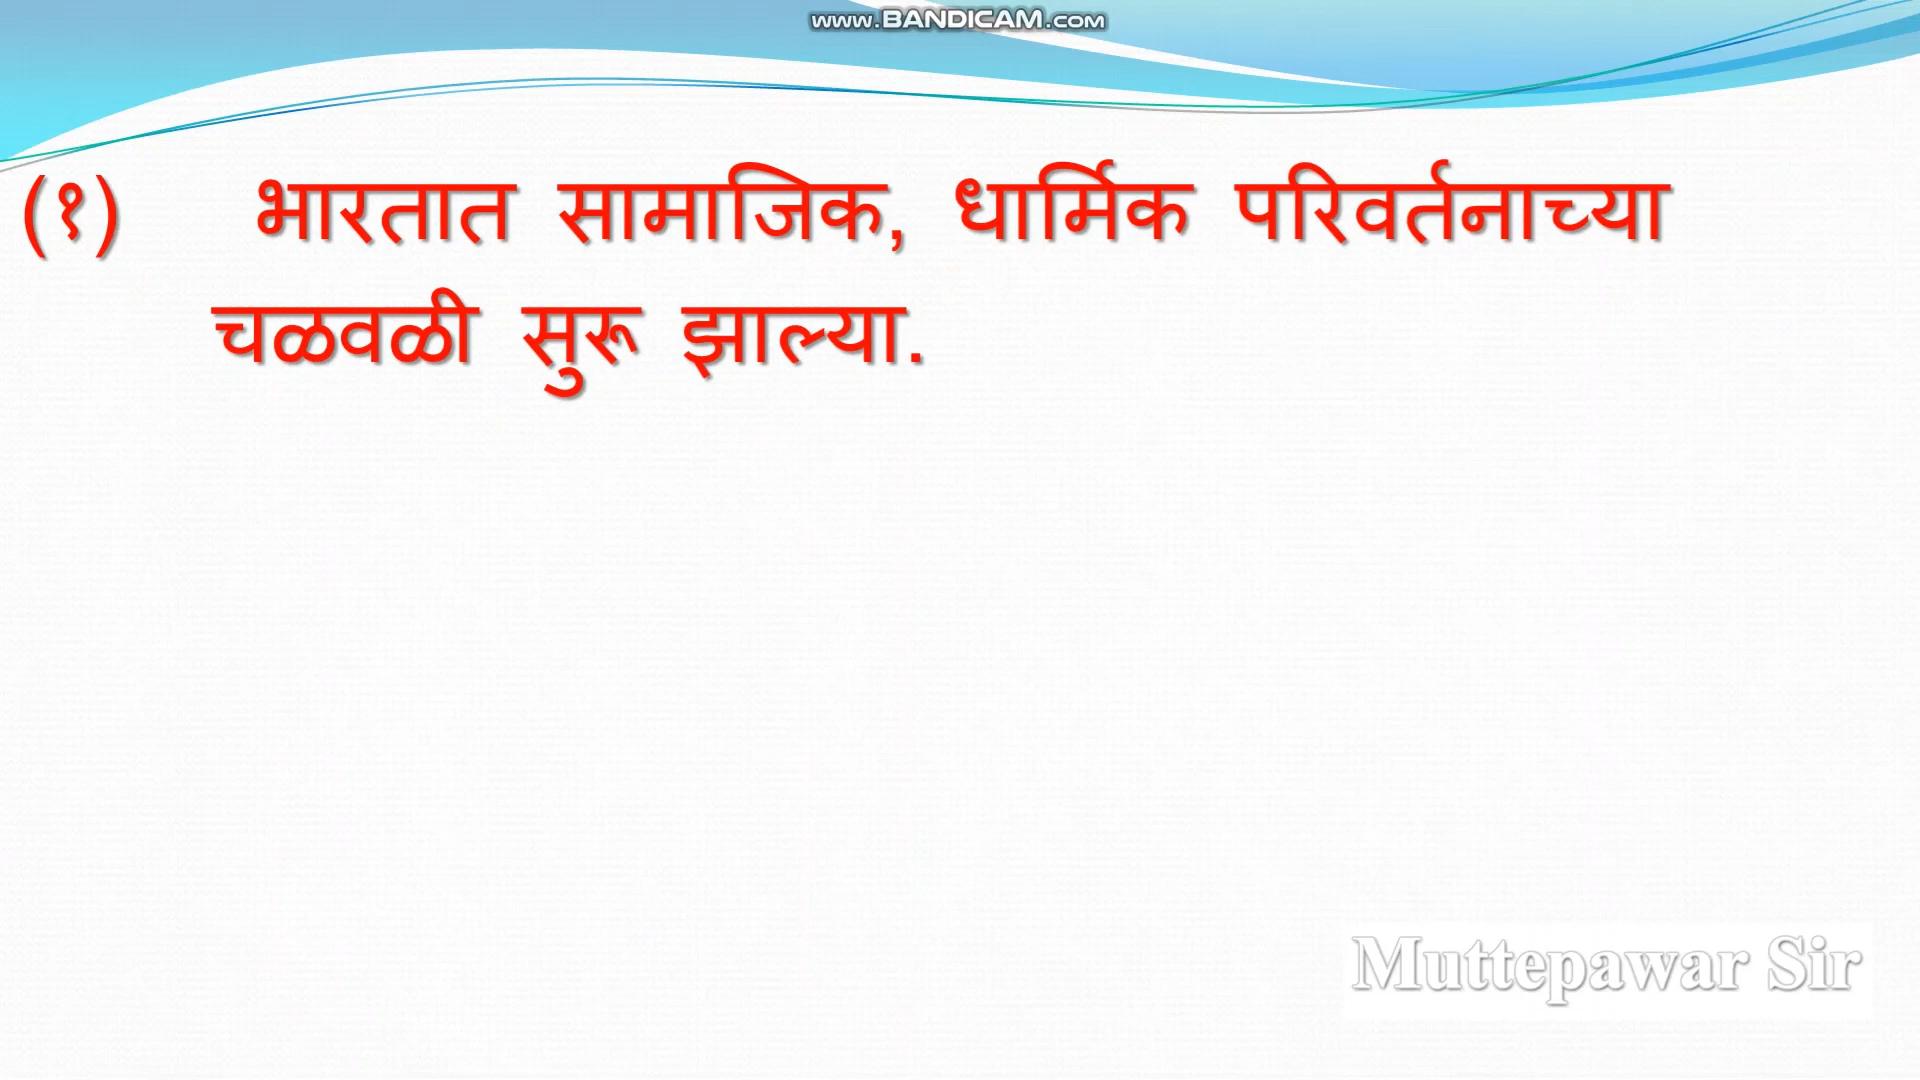 www.BANDICAM.com
(१) भारतात सामाजिक, धार्मिक परिवर्तनाच्या
चळवळी सुरू झाल्या.
Muttepawar Sir